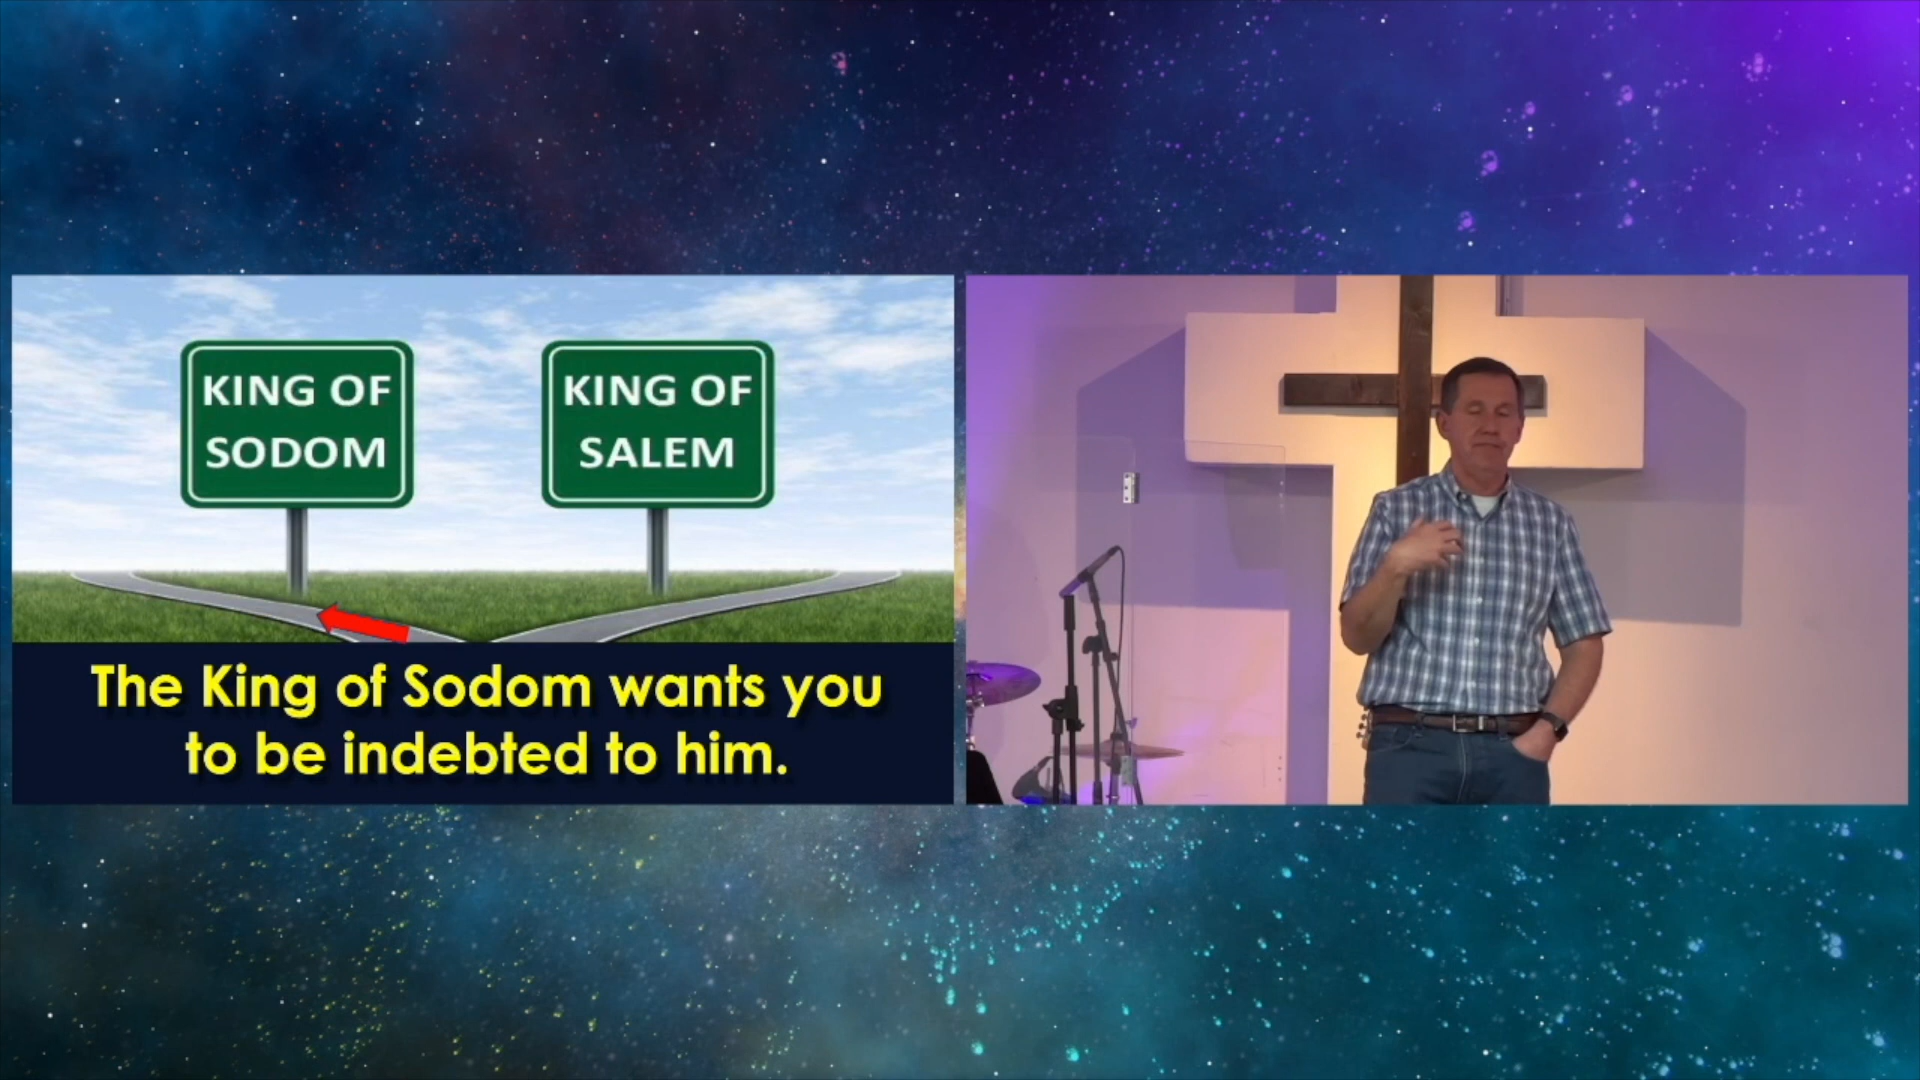 KING OF
SODOM
KING OF
SALEM
The King of Sodom wants you
to be indebted to him.